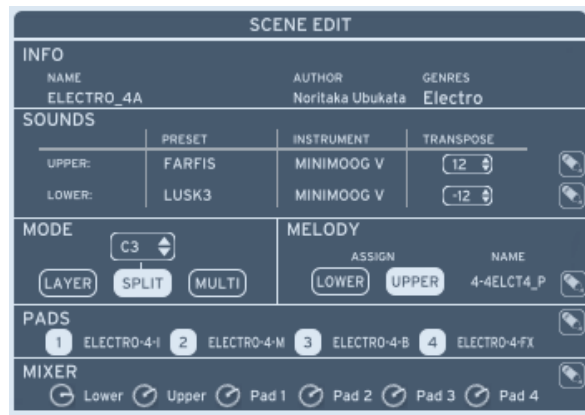 SCENE EDIT
INFO
NAME AUTHOR GENRES
ELECTRO_4A Noritaka Ubukata Electro
SOUNDS
PRESET INSTRUMENT TRANSPOSE
UPPER: FARFIS MINIMOOG V 12
LOWER: LUSK3 MINIMOOG V -12
MODE MELODY
C3 ASSIGN NAME
LAYER SPLIT MULTI LOWER UPPER 4-4ELCT4_P
PADS
1 ELECTRO-4-I 2 ELECTRO-4-M 3 ELECTRO-4-B 4 ELECTRO-4-FX
MIXER
Lower Upper Pad 1 Pad 2 Pad 3 Pad 4